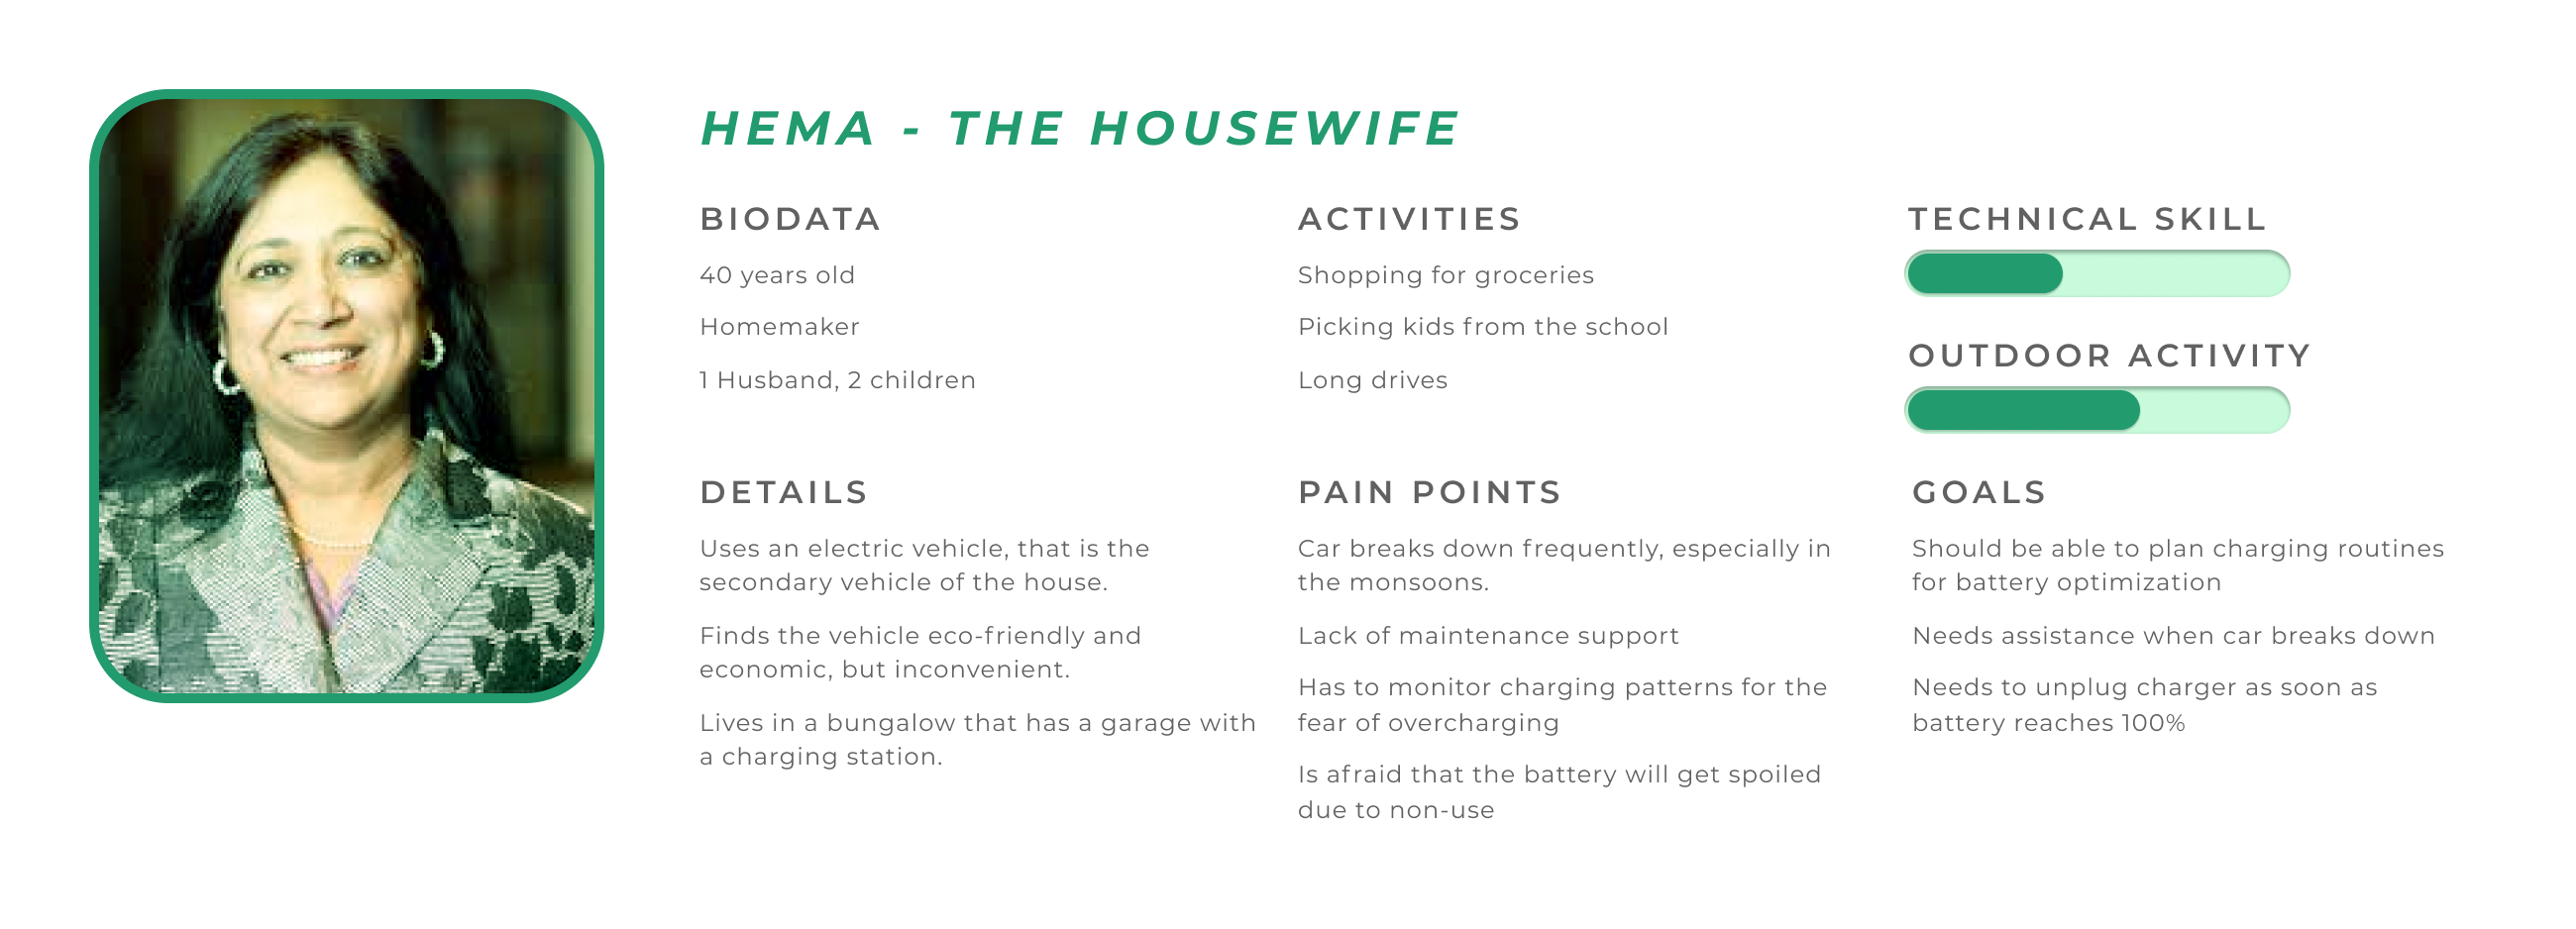 HEMA - THE HOUSEWIFE
BIODATA
40 years old
Homemaker
1 Husband, 2 children
ACTIVITIES
Shopping for groceries
Picking kids from the school
Long drives
TECHNICAL SKILL
OUTDOOR ACTIVITY
DETAILS
Uses an electric vehicle, that is the
secondary vehicle of the house.
Finds the vehicle eco-friendly and
economic, but inconvenient.
Lives in a bungalow that has a garage with
a charging station.
PAIN POINTS
Car breaks down frequently, especially in
the monsoons.
Lack of maintenance support
Has to monitor charging patterns for the
fear of overcharging
Is afraid that the battery will get spoiled
due to non-use
GOALS
Should be able to plan charging routines
for battery optimization
Needs assistance when car breaks down
Needs to unplug charger as soon as
battery reaches 100%